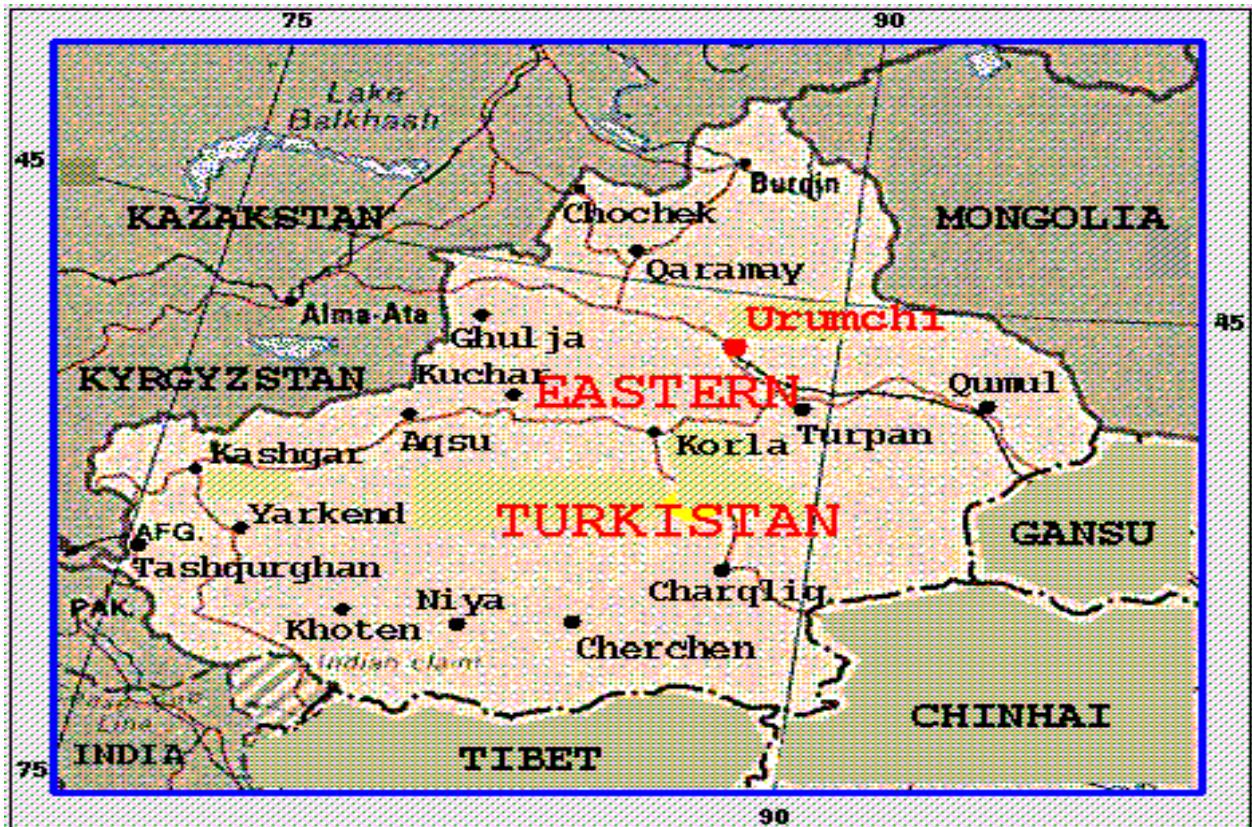 75
90
Lake
Balkhash
45
Burqin
KAZAKSTAN
Chochek
MONGOLIA
Qaramay
Alma-Ata
Urumchi
45
Ghulja
KYRGYZSTAN
Kuchar
EASTERN
Qumul
Aqsu
Korla
Turpan
Kashgar
Yarkend
TURKISTAN
GANSU
AFG.
Tashqurghan
Charqliq
PAK.
Niya
Khoten
Cherchen
Indian claim
Line
CHINHAI
INDIA
TIBET
75
90